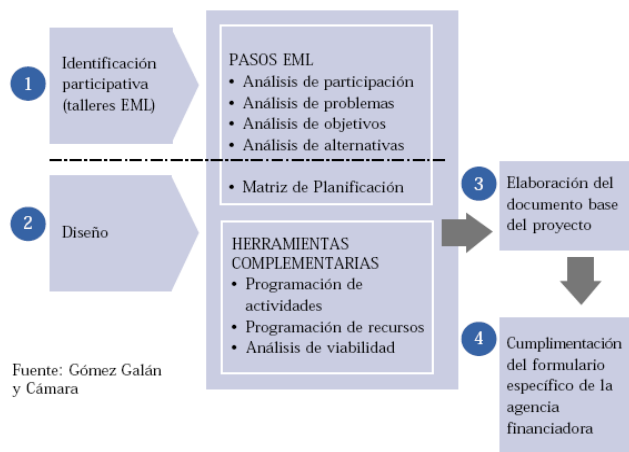 1
Identificación
participativa
(talleres EML)
PASOS EML
• Análisis de participación
• Análisis de problemas
• Análisis de objetivos
• Análisis de alternativas
• Matriz de Planificación
2
Diseño
HERRAMIENTAS
COMPLEMENTARIAS
• Programación de
actividades
• Programación de recursos
• Análisis de viabilidad
3
Elaboración del
documento base
del proyecto
4
Cumplimentación
del formulario
específico de la
agencia
financiadora
Fuente: Gómez Galán
y Cámara